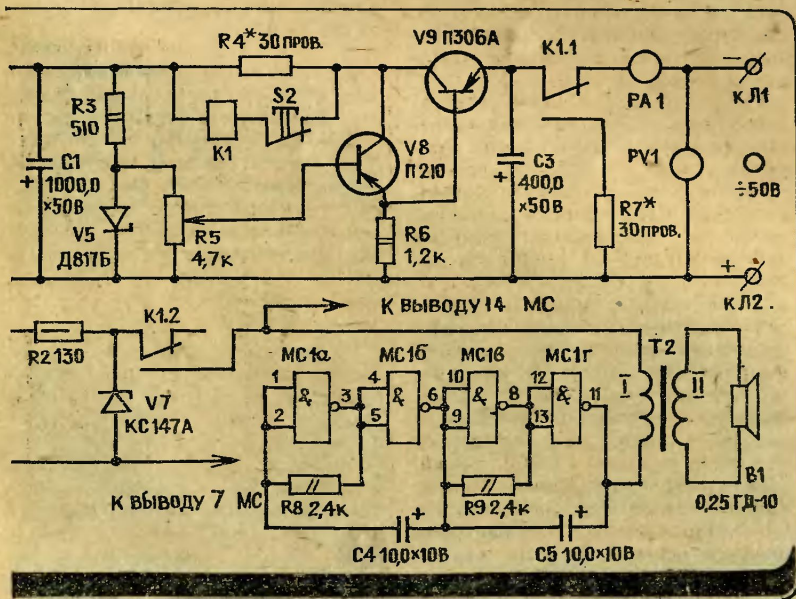 R4* 30 ПРОВ.
V9 П306А
K1.1
РА1
−
КЛ1
R3
510
S2
K1
C1
1000,0
×50В
+
V8
П210
C3
400,0
×50В
+
PV1
÷50В
R7*
30ПРОВ.
V5
Д817Б
R5
4,7К
R6
1,2К
+
КЛ2.
К ВЫВОДУ 14 МС
R2 130
K1.2
V7
КС147А
МС1а
МС1б
МС1в
МС1г
Т2
1
2
&
3
4
5
&
6
10
9
&
8
12
13
&
11
I
II
К ВЫВОДУ 7 МС
R8 2,4К
R9 2,4К
В1
0,25 ГД-10
+
+
C4 10,0×10В
C5 10,0×10В